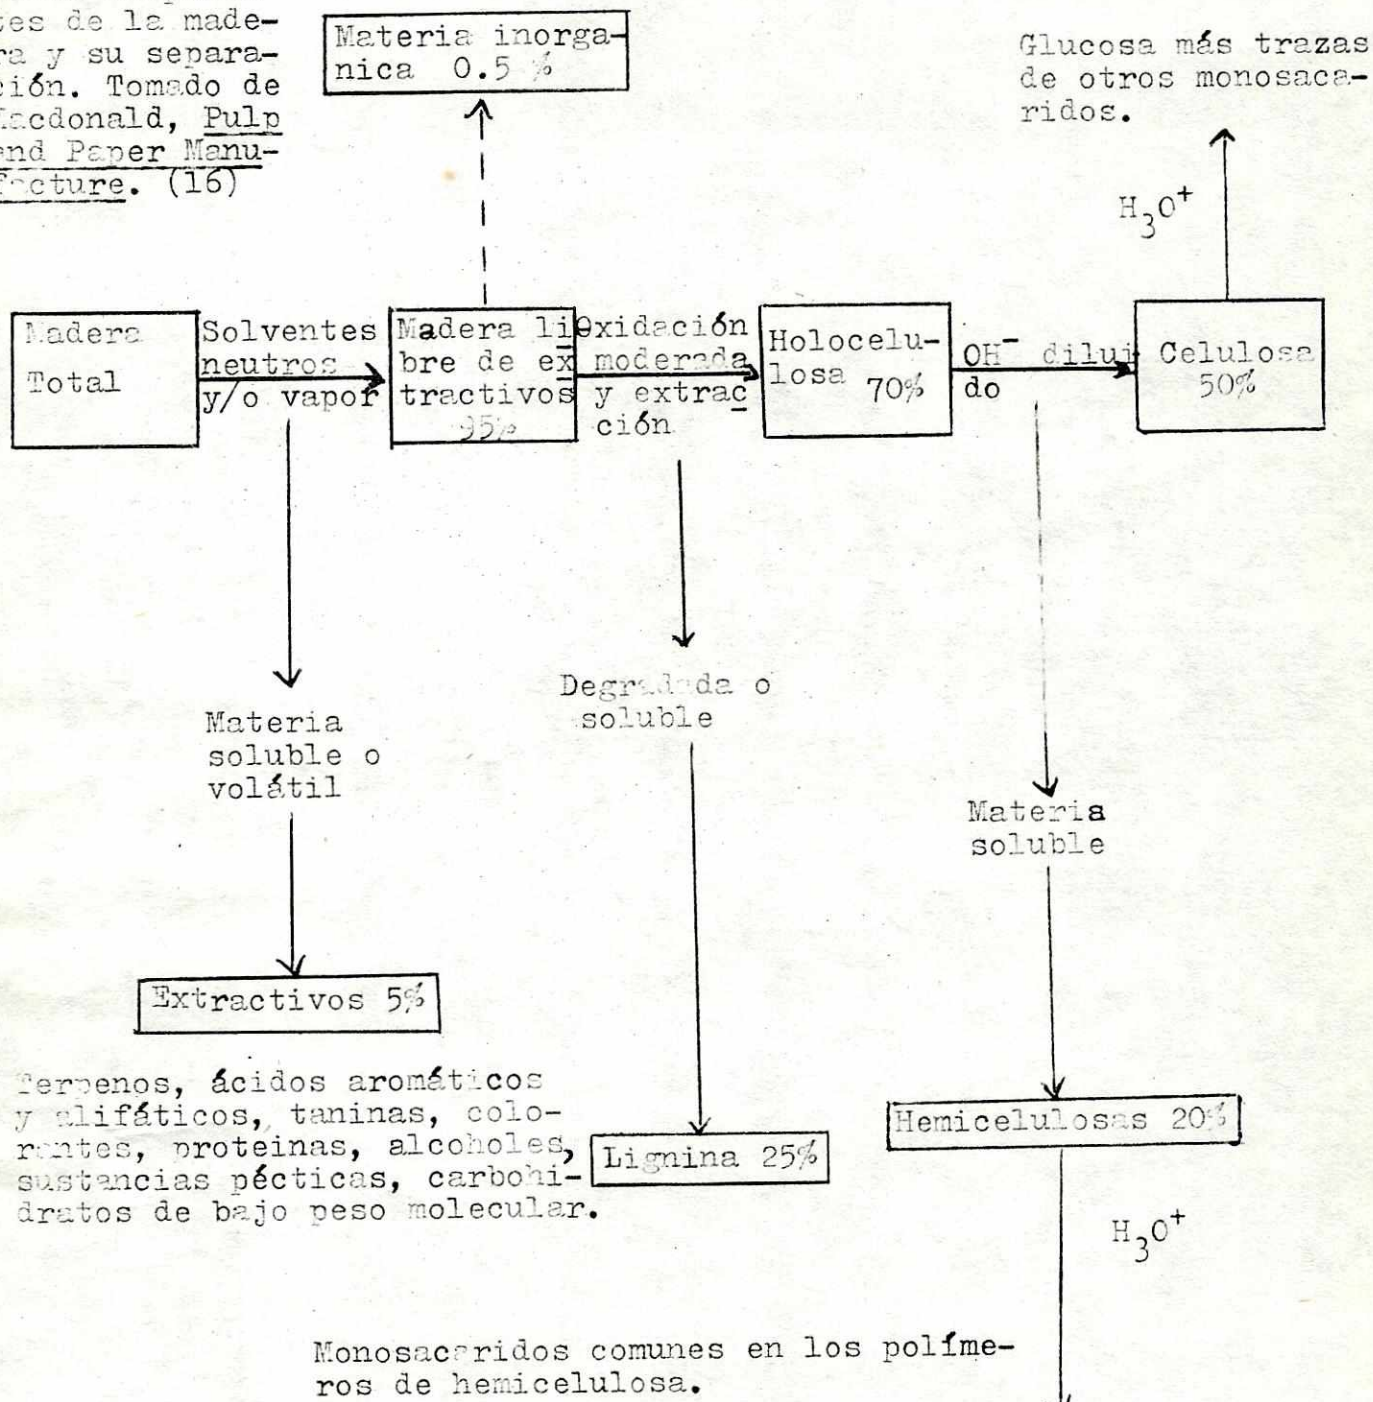 tes de la made-
ra y su separa-
ción. Tomado de
Macdonald, Pulp
and Paper Manu-
facture. (16)
Materia inorga-
nica 0.5 %
Glucosa más trazas
de otros monosaca-
ridos.
H3O+
Madera
Total
Solventes
neutros
y/o vapor
Madera li
bre de ex
tractivos
95%
Oxidación
moderada
y extrac
ción
Holocelu-
losa 70%
OH- dilui
do
Celulosa
50%
Materia
soluble o
volátil
Degradada o
soluble
Materia
soluble
Extractivos 5%
Terpenos, ácidos aromáticos
y alifáticos, taninas, colo-
rantes, proteinas, alcoholes,
sustancias pécticas, carbohi-
dratos de bajo peso molecular.
Lignina 25%
Hemicelulosas 20%
H3O+
Monosacaridos comunes en los políme-
ros de hemicelulosa.